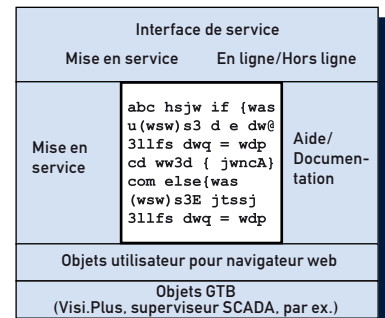 Interface de service
Mise en service En ligne/Hors ligne
Mise en
service
abc hsjw if {was
u(wsw)s3 d e dw@
3llfs dwq = wdp
cd ww3d { jwncA}
com else{was
(wsw)s3E jtssj
3llfs dwq = wdp
Aide/
Documen-
tation
Objets utilisateur pour navigateur web
Objets GTB
(Visi.Plus, superviseur SCADA, par ex.)